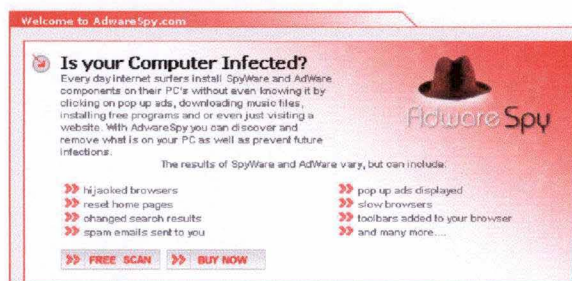 Welcome to AdwareSpy.com
Is your Computer Infected?
Every day internet surfers install SpyWare and AdWare
components on their PC's without even knowing it by
clicking on pop up ads, downloading music files,
installing free programs and or even just visiting a
website. With AdwareSpy you can discover and
remove what is on your PC as well as prevent future
infections.
Adware Spy
The results of SpyWare and AdWare vary, but can include:
hijacked browsers
reset home pages
changed search results
spam emails sent to you
pop up ads displayed
slow browsers
toolbars added to your browser
and many more....
FREE SCAN
BUY NOW